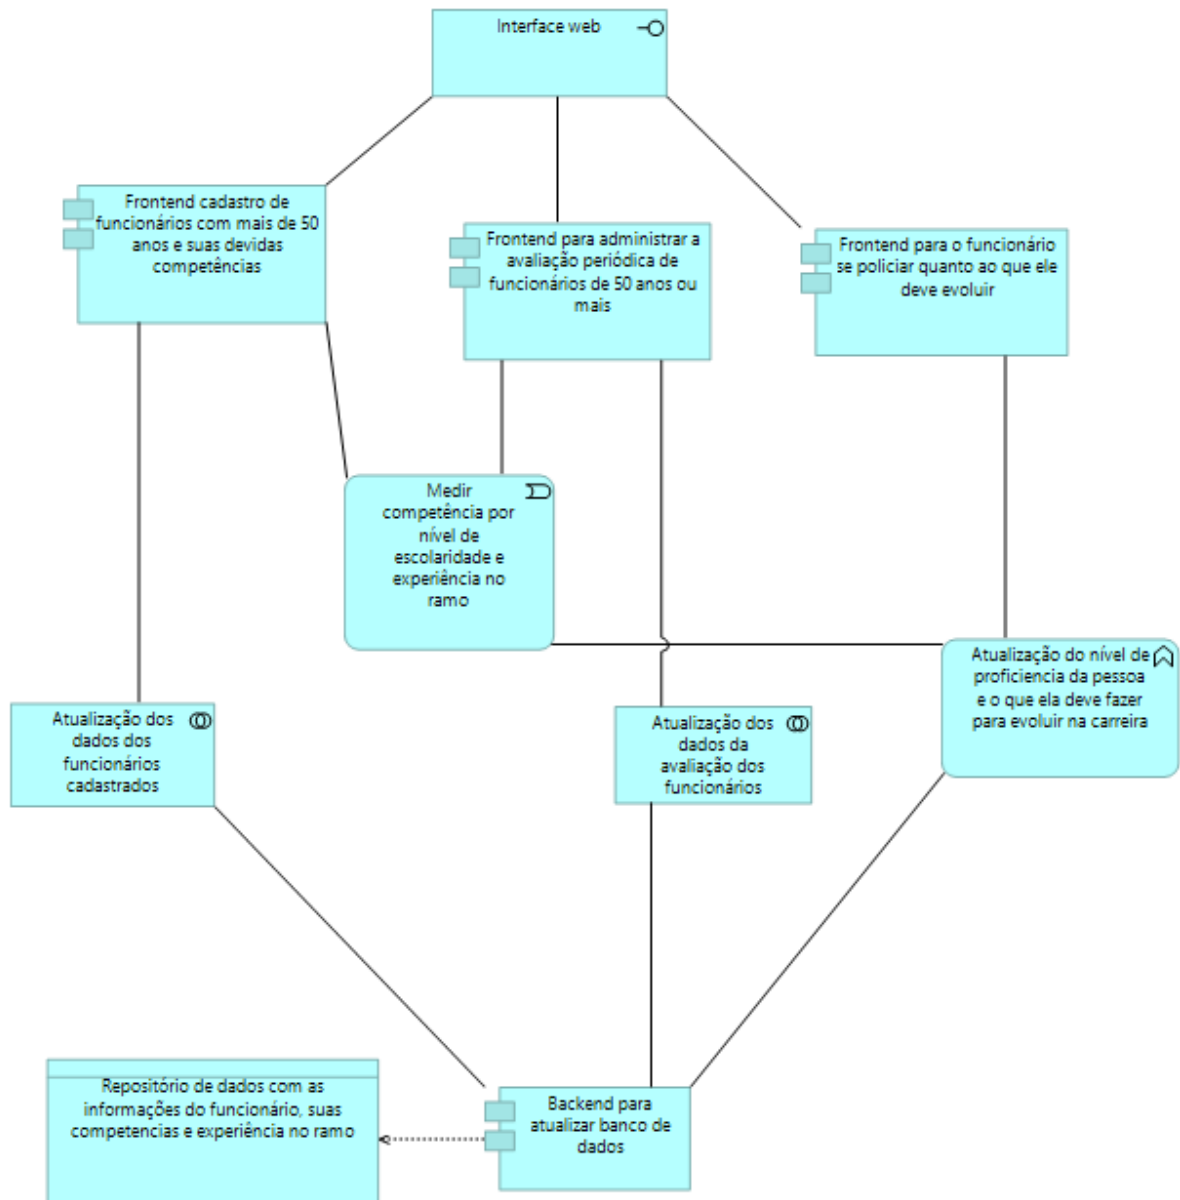 Interface web
Frontend cadastro de
funcionários com mais de 50
anos e suas devidas
competências
Frontend para administrar a
avaliação periódica de
funcionários de 50 anos ou
mais
Frontend para o funcionário
se policiar quanto ao que ele
deve evoluir
Medir
competência por
nível de
escolaridade e
experiência no
ramo
Atualização do nível de
proficiencia da pessoa
e o que ela deve fazer
para evoluir na carreira
Atualização dos
dados dos
funcionários
cadastrados
Atualização dos
dados da
avaliação dos
funcionários
Repositório de dados com as
informações do funcionário, suas
competencias e experiência no ramo
Backend para
atualizar banco de
dados